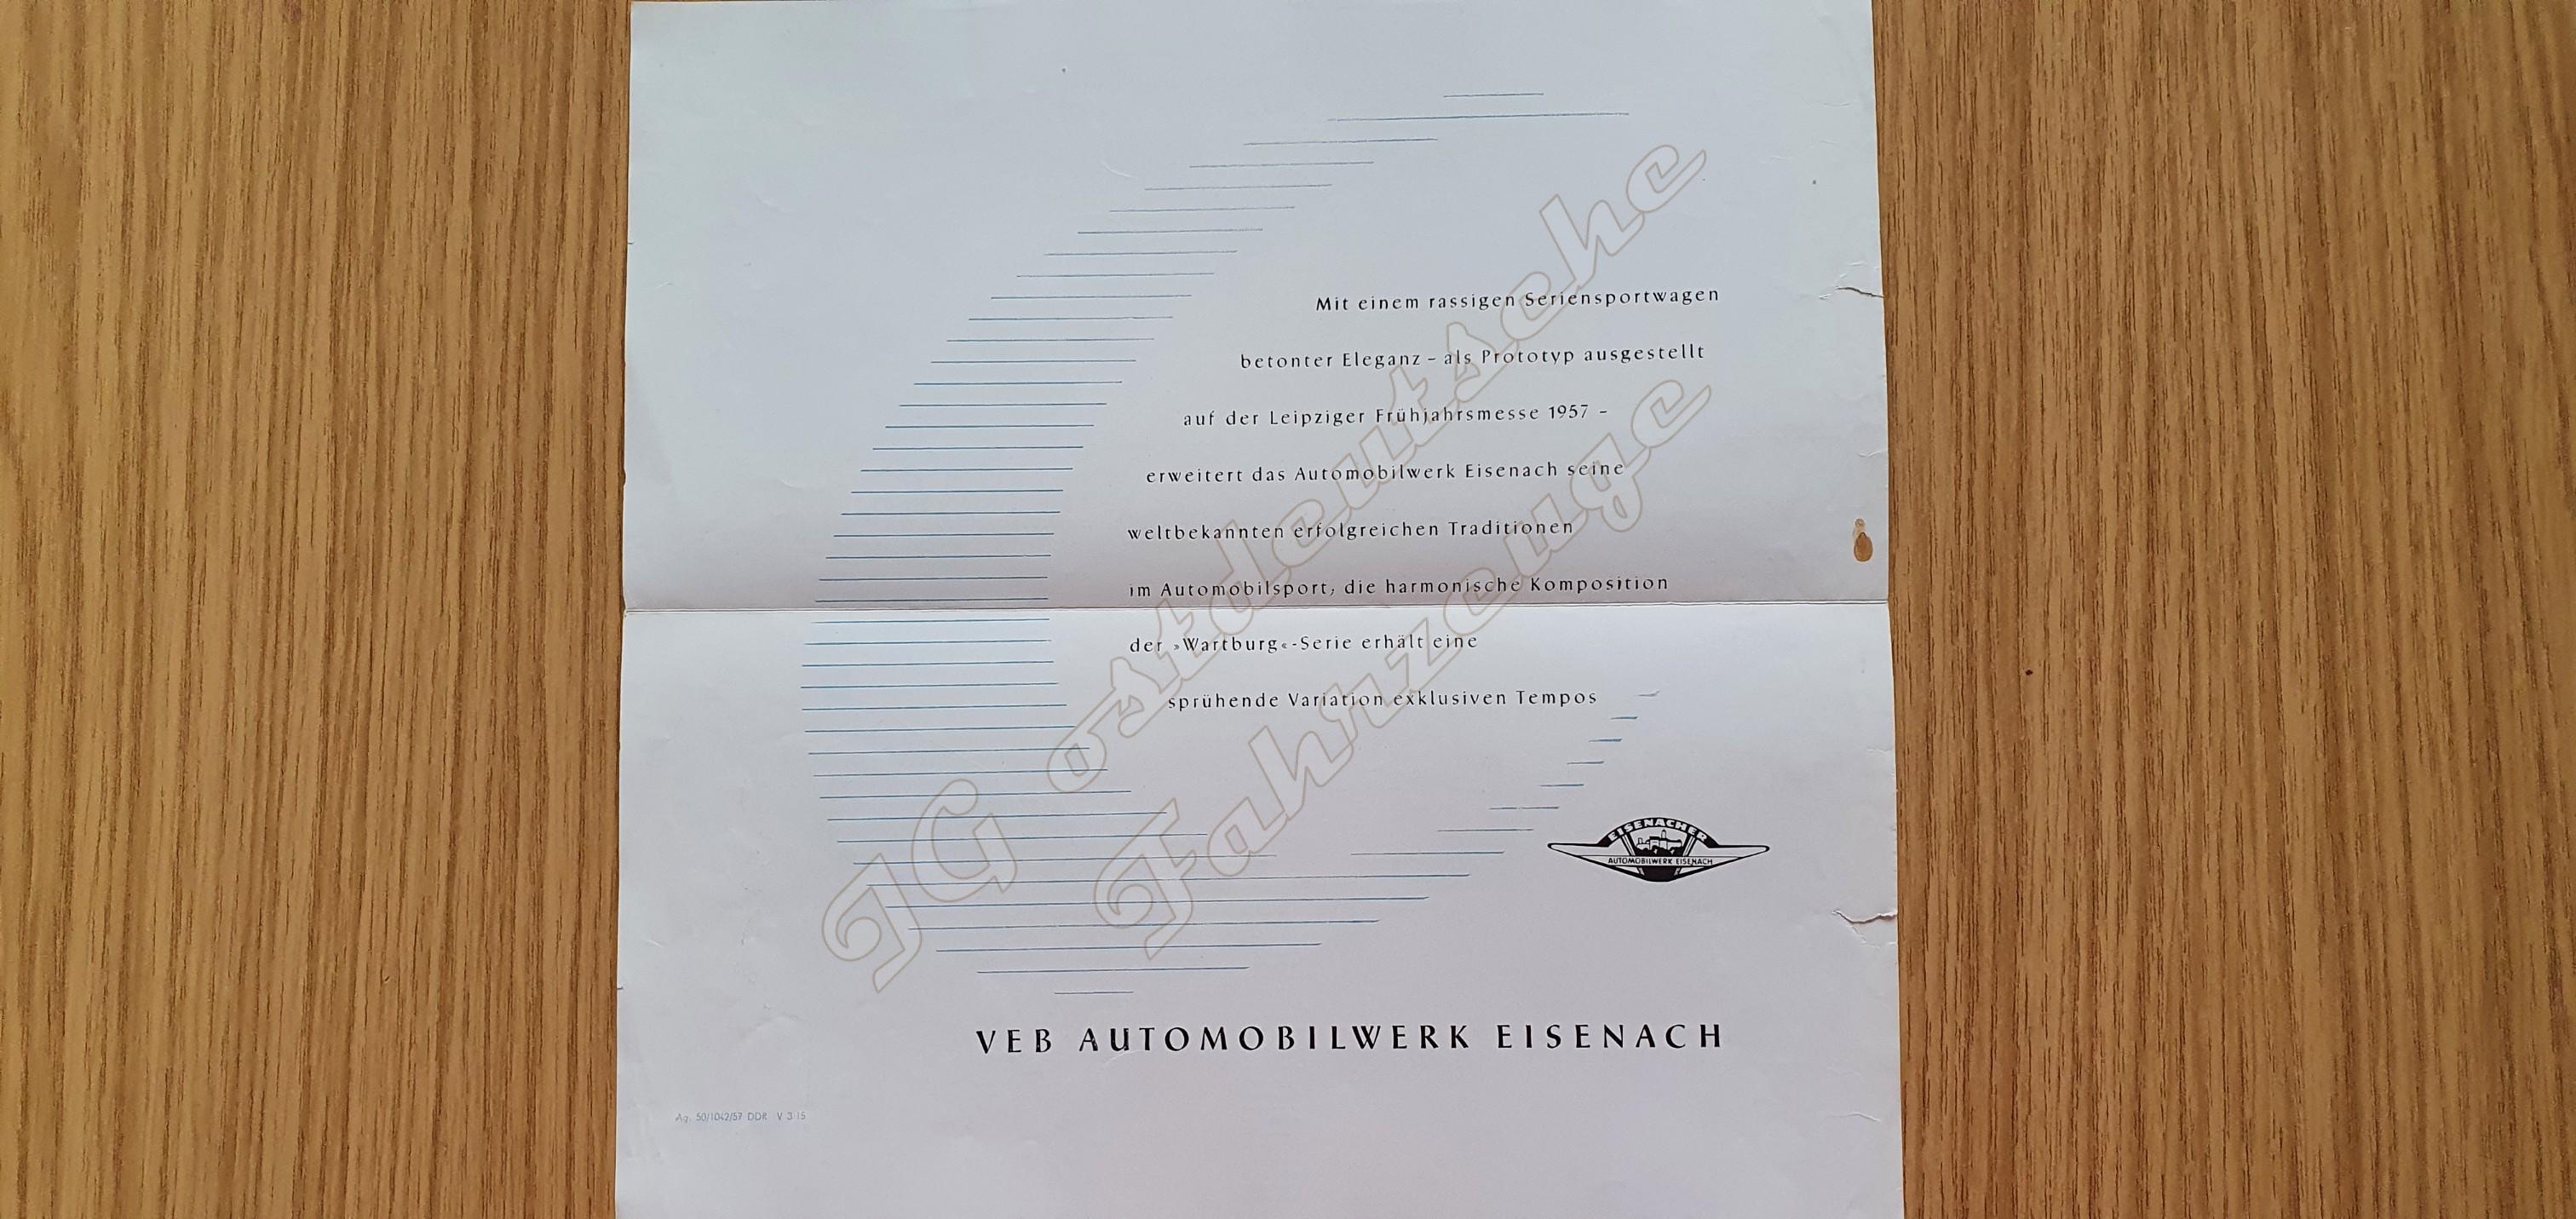 Mit einem rassigen Seriensportwagen
betonter Eleganz – als Prototyp ausgestellt
auf der Leipziger Frühjahrsmesse 1957 –
erweitert das Automobilwerk Eisenach seine
weltbekannten erfolgreichen Traditionen
im Automobilsport, die harmonische Komposition
der »Wartburg«-Serie erhält eine
sprühende Variation exklusiven Tempos
EISENACHER
AUTOMOBILWERK EISENACH
VEB AUTOMOBILWERK EISENACH
Ag. 50/1042/57 DDR V 3 15
IG ostdeutsche
Fahrzeuge